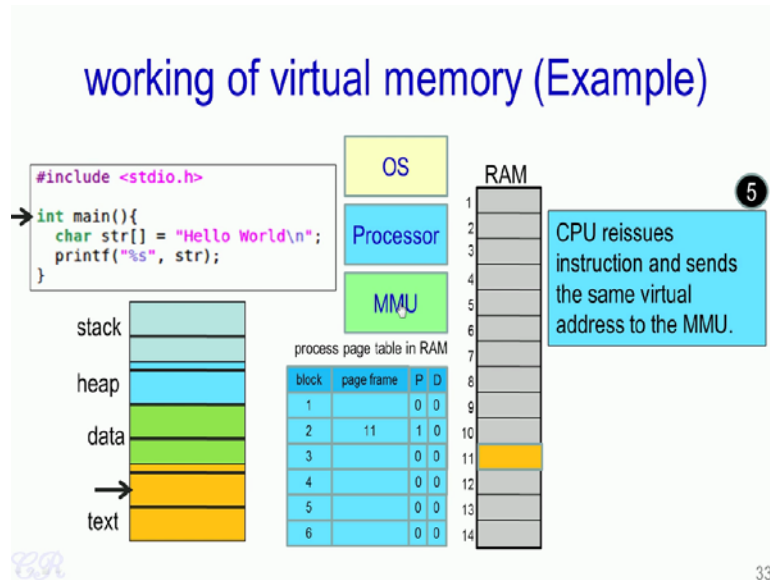 working of virtual memory (Example)
#include <stdio.h>
int main(){
char str[] = "Hello World\n";
printf("%s", str);
}
OS
Processor
MMU
RAM
1
2
3
4
5
6
7
8
9
10
11
12
13
14
5
CPU reissues
instruction and sends
the same virtual
address to the MMU.
stack
heap
data
text
process page table in RAM
block page frame P D
1 0 0
2 11 1 0
3 0 0
4 0 0
5 0 0
6 0 0
CR
33